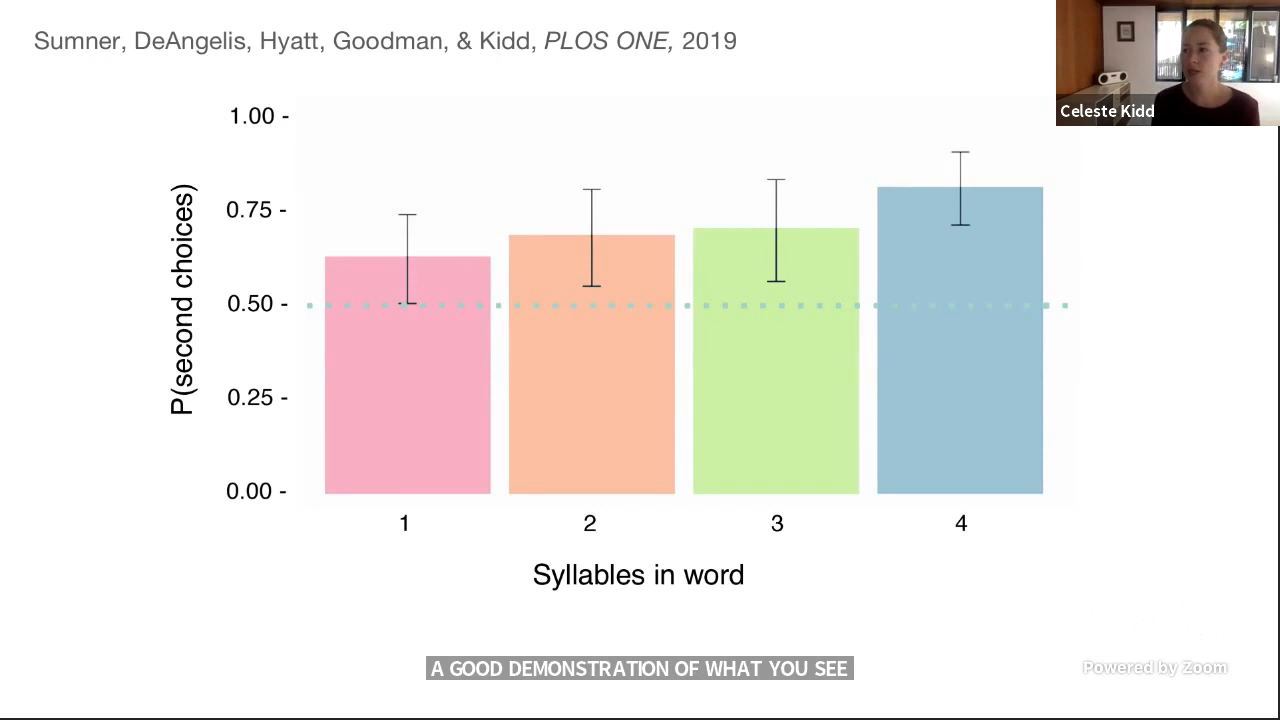 Sumner, DeAngelis, Hyatt, Goodman, & Kidd, PLOS ONE, 2019
Celeste Kidd
1.00 -
0.75 -
0.50 -
0.25 -
0.00 -
P(second choices)
1 2 3 4
Syllables in word
A GOOD DEMONSTRATION OF WHAT YOU SEE
Powered by Zoom